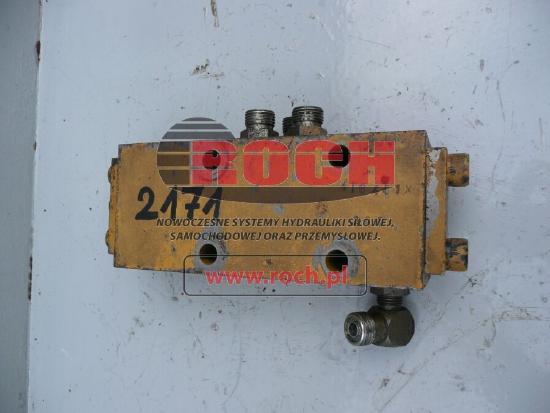 ROCH
2171
NOWOCZESNE SYSTEMY HYDRAULIKI SIŁOWEJ,
SAMOCHODOWEJ ORAZ PRZEMYSŁOWEJ.
www.roch.pl